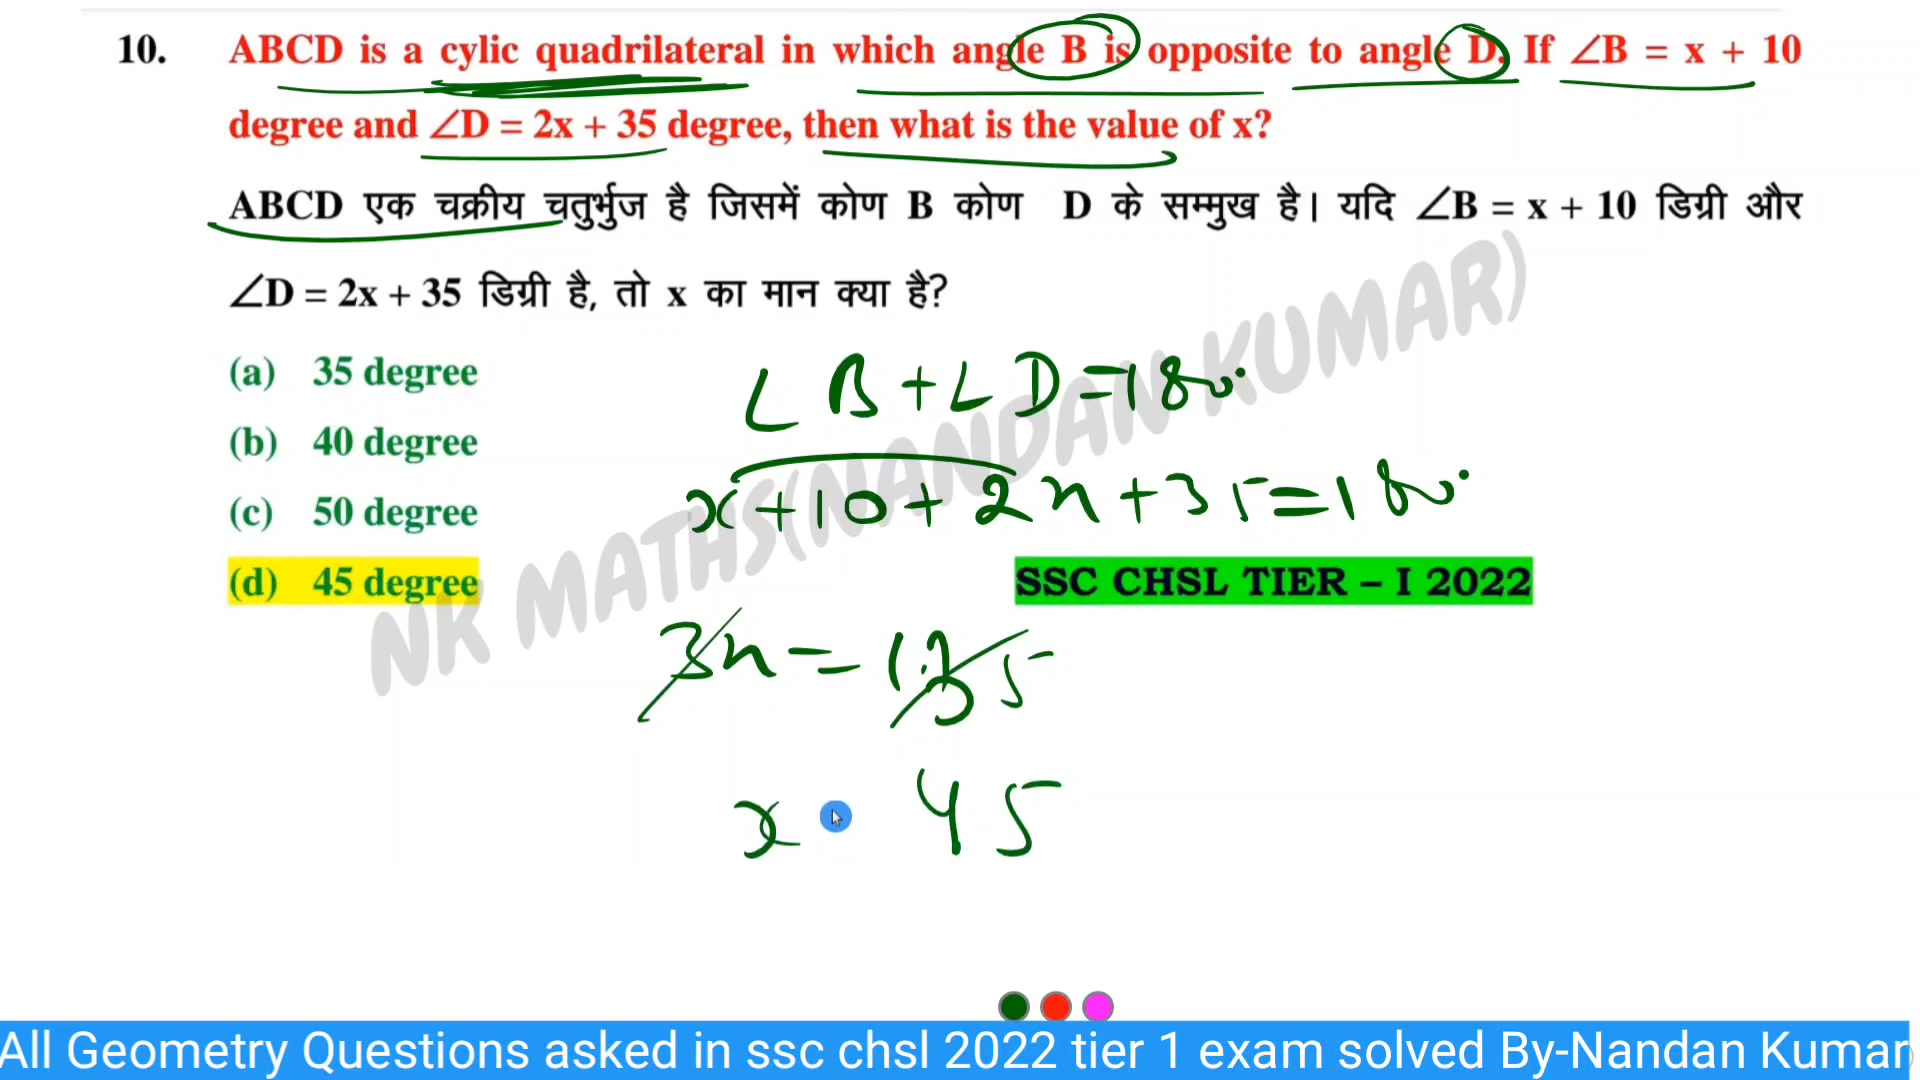 10. ABCD is a cylic quadrilateral in which angle B is opposite to angle D. If ∠B = x + 10
degree and ∠D = 2x + 35 degree, then what is the value of x?
ABCD एक चक्रीय चतुर्भुज है जिसमें कोण B कोण D के सम्मुख है। यदि ∠B = x + 10 डिग्री और
∠D = 2x + 35 डिग्री है, तो x का मान क्या है?
(a) 35 degree
∠B+∠D=180°
(b) 40 degree
x+10+2x+35=180°
(c) 50 degree
(d) 45 degree
SSC CHSL TIER – I 2022
NK MATHS(NANDAN KUMAR)
3x=135
x 45
All Geometry Questions asked in ssc chsl 2022 tier 1 exam solved By-Nandan Kumar